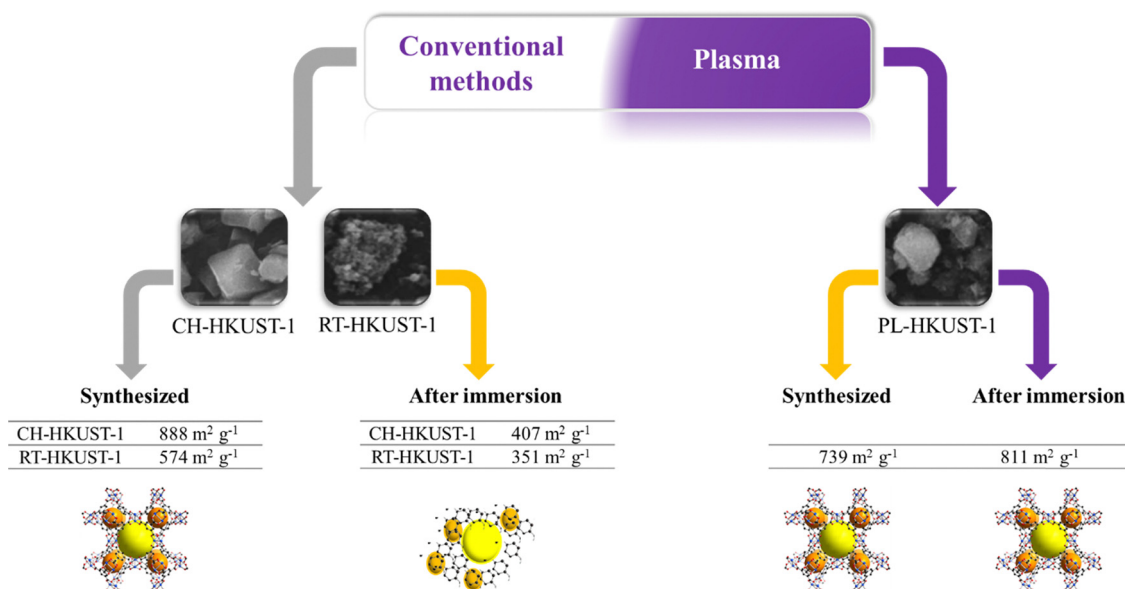 Conventional
methods
Plasma
CH-HKUST-1
RT-HKUST-1
PL-HKUST-1
Synthesized
CH-HKUST-1 888 m² g⁻¹
RT-HKUST-1 574 m² g⁻¹
After immersion
CH-HKUST-1 407 m² g⁻¹
RT-HKUST-1 351 m² g⁻¹
Synthesized After immersion
739 m² g⁻¹ 811 m² g⁻¹